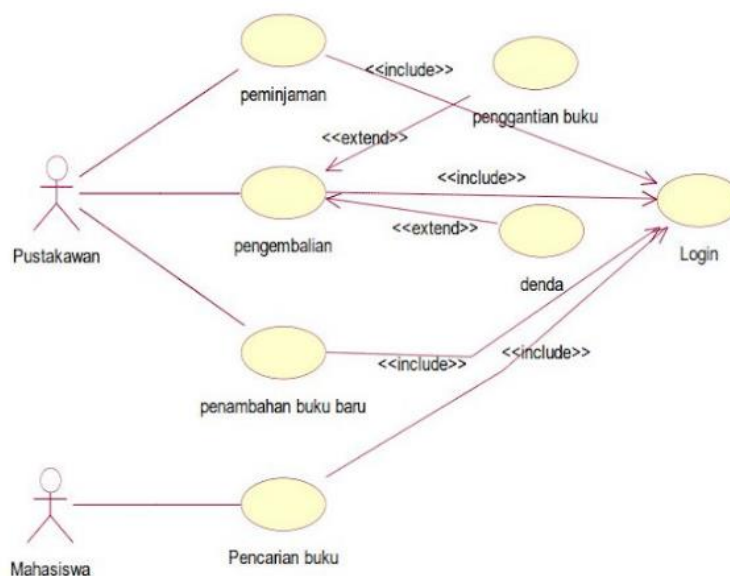 peminjaman
<<include>>
penggantian buku
<<extend>>
<<include>>
pengembalian
<<extend>>
Pustakawan
Login
denda
<<include>>
<<include>>
penambahan buku baru
Pencarian buku
Mahasiswa